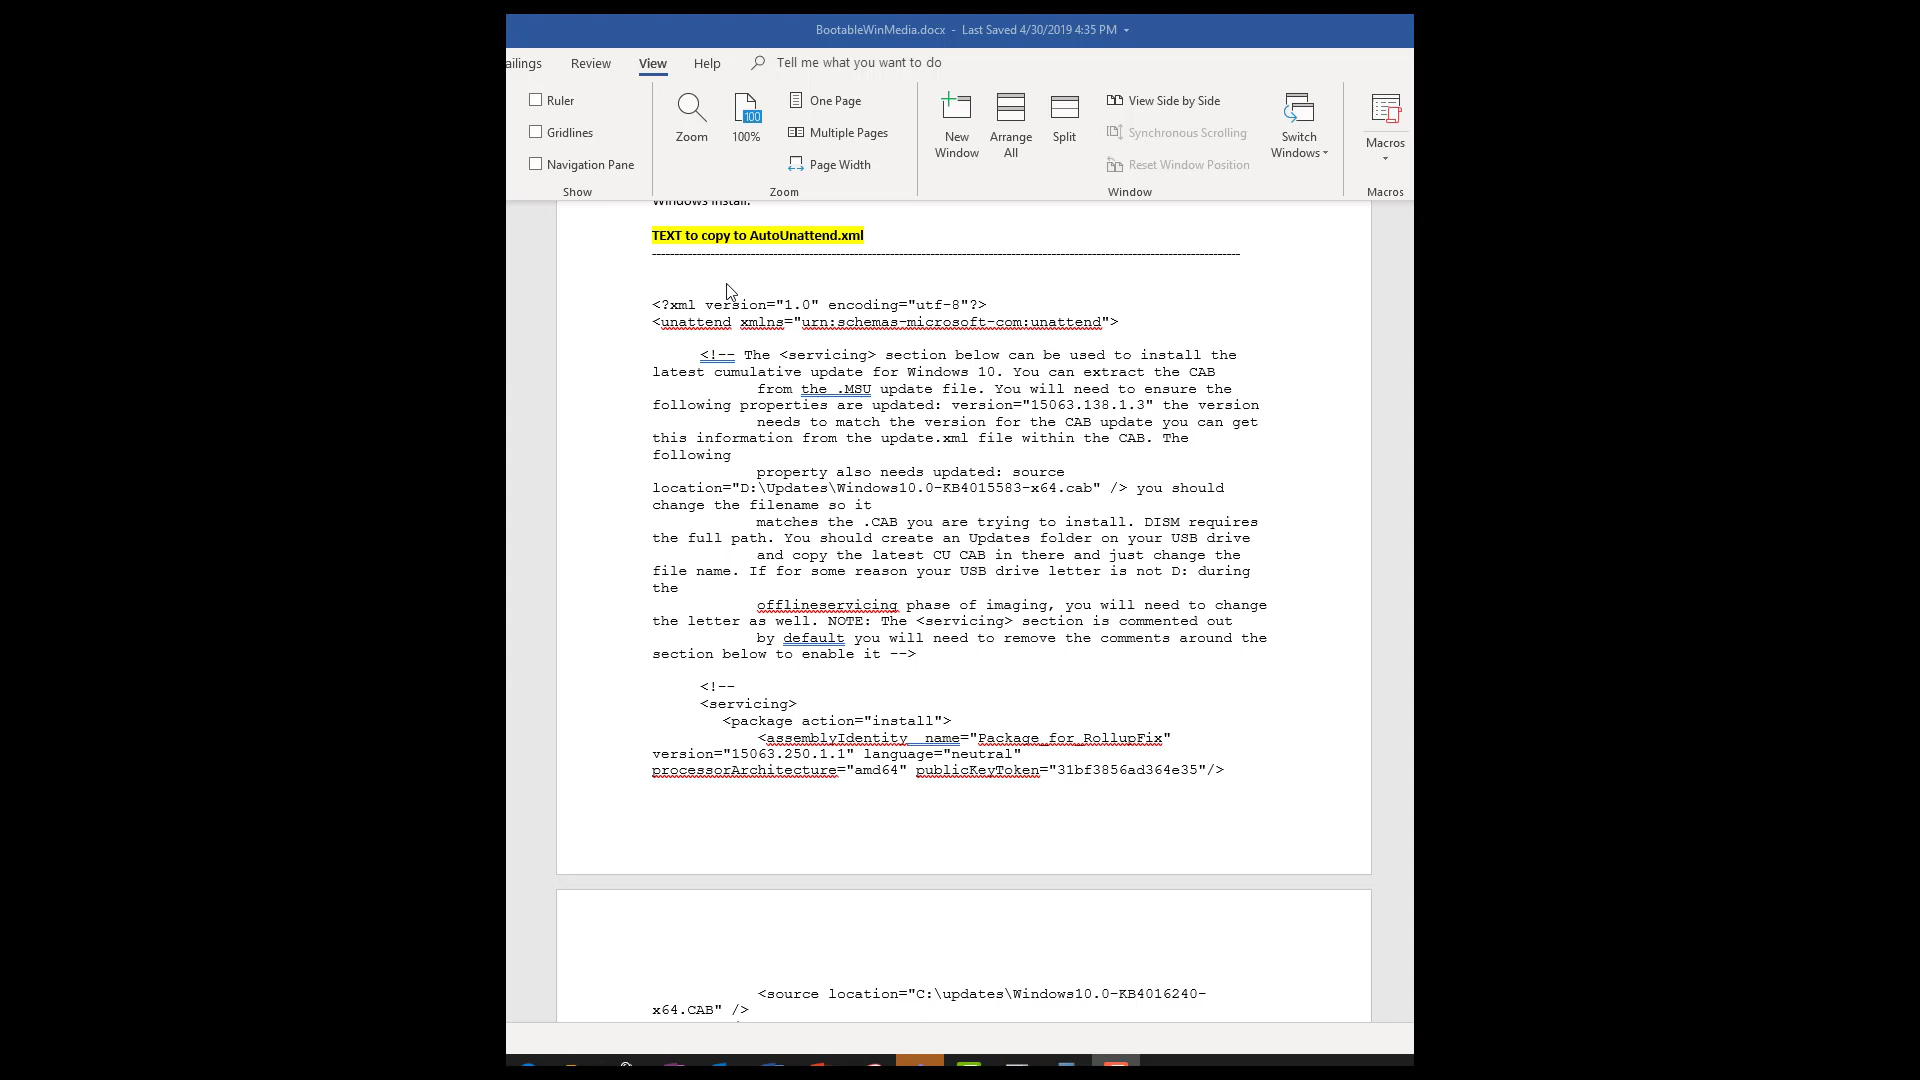 BootableWinMedia.docx - Last Saved 4/30/2019 4:35 PM
ailings Review View Help Tell me what you want to do
Ruler
Gridlines
Navigation Pane
Show
Zoom
100
100%
One Page
Multiple Pages
Page Width
Zoom
New Window
Arrange All
Split
View Side by Side
Synchronous Scrolling
Reset Window Position
Window
Switch Windows
Macros
Macros
Windows install.
TEXT to copy to AutoUnattend.xml
<?xml version="1.0" encoding="utf-8"?>
<unattend xmlns="urn:schemas-microsoft-com:unattend">
<!-- The <servicing> section below can be used to install the
latest cumulative update for Windows 10. You can extract the CAB
from the .MSU update file. You will need to ensure the
following properties are updated: version="15063.138.1.3" the version
needs to match the version for the CAB update you can get
this information from the update.xml file within the CAB. The
following
property also needs updated: source
location="D:\Updates\Windows10.0-KB4015583-x64.cab" /> you should
change the filename so it
matches the .CAB you are trying to install. DISM requires
the full path. You should create an Updates folder on your USB drive
and copy the latest CU CAB in there and just change the
file name. If for some reason your USB drive letter is not D: during
the
offlineservicing phase of imaging, you will need to change
the letter as well. NOTE: The <servicing> section is commented out
by default you will need to remove the comments around the
section below to enable it -->
<!--
<servicing>
<package action="install">
<assemblyIdentity name="Package_for_RollupFix"
version="15063.250.1.1" language="neutral"
processorArchitecture="amd64" publicKeyToken="31bf3856ad364e35"/>
<source location="C:\updates\Windows10.0-KB4016240-
x64.CAB" />